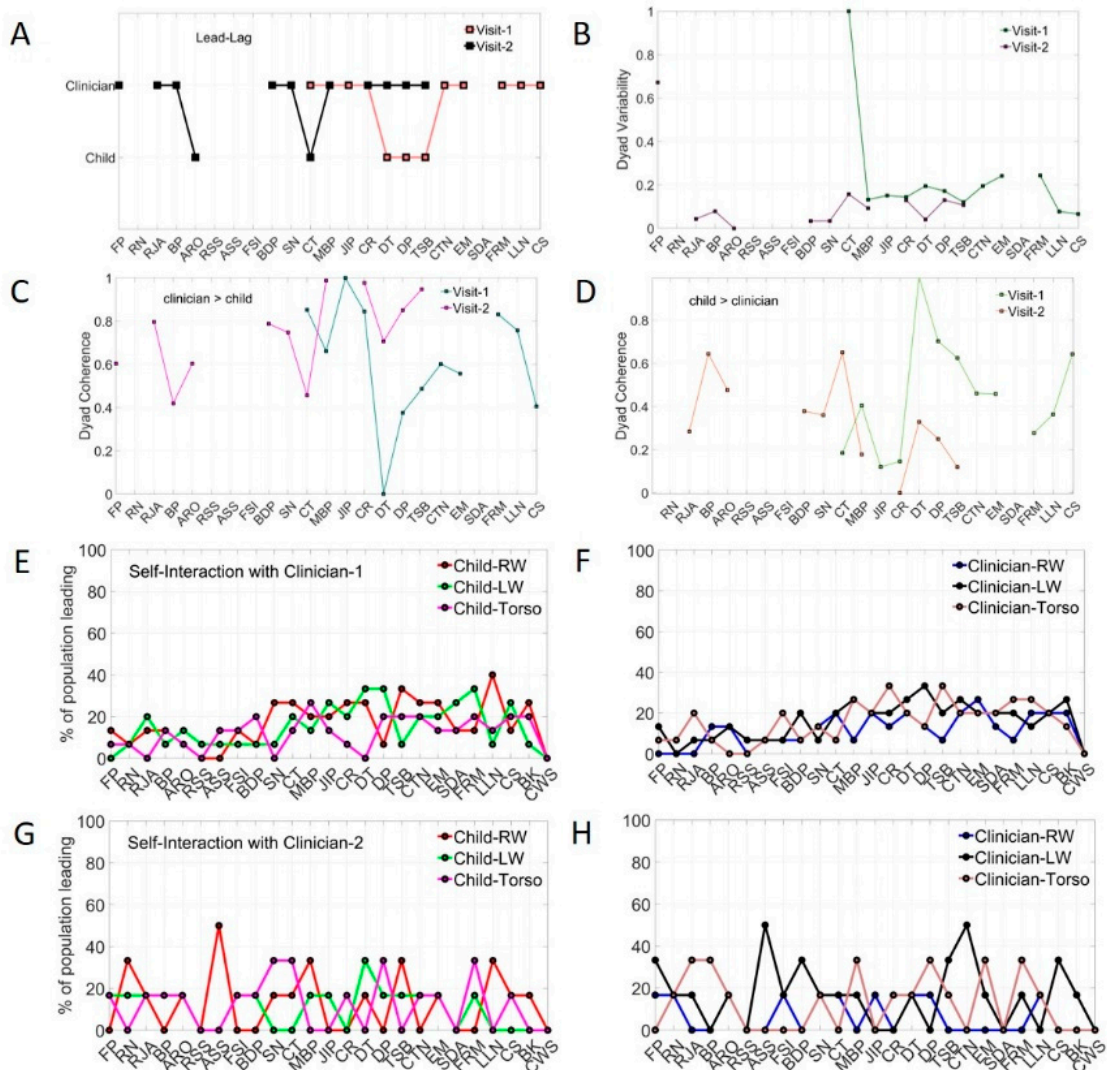 A
Lead-Lag
Visit-1
Visit-2
Clinician
Child
FP RN RJA BP ARO RSS ASS FSI BDP SN CT MBP JIP CR DT DP TSB CTN EM SDA FRM LLN CS
B
Visit-1
Visit-2
Dyad Variability
1
0.8
0.6
0.4
0.2
0
FP RN RJA BP ARO RSS ASS FSI BDP SN CT MBP JIP CR DT DP TSB CTN EM SDA FRM LLN CS
C
clinician > child
Visit-1
Visit-2
Dyad Coherence
1
0.8
0.6
0.4
0.2
0
FP RN RJA BP ARO RSS ASS FSI BDP SN CT MBP JIP CR DT DP TSB CTN EM SDA FRM LLN CS
D
child > clinician
Visit-1
Visit-2
Dyad Coherence
1
0.8
0.6
0.4
0.2
0
RN RJA BP ARO RSS ASS FSI BDP SN CT MBP JIP CR DT DP TSB CTN EM SDA FRM LLN CS
E
Self-Interaction with Clinician-1
Child-RW
Child-LW
Child-Torso
% of population leading
100
80
60
40
20
0
FP RN RJA BP ARO RSS ASS FSI BDP SN CT MBP JIP CR DT DP TSB CTN EM SDA FRM LLN CS BK CWS
F
Clinician-RW
Clinician-LW
Clinician-Torso
100
80
60
40
20
0
FP RN RJA BP ARO RSS ASS FSI BDP SN CT MBP JIP CR DT DP TSB CTN EM SDA FRM LLN CS BK CWS
G
Self-Interaction with Clinician-2
Child-RW
Child-LW
Child-Torso
% of population leading
100
80
60
40
20
0
FP RN RJA BP ARO RSS ASS FSI BDP SN CT MBP JIP CR DT DP TSB CTN EM SDA FRM LLN CS BK CWS
H
Clinician-RW
Clinician-LW
Clinician-Torso
100
80
60
40
20
0
FP RN RJA BP ARO RSS ASS FSI BDP SN CT MBP JIP CR DT DP TSB CTN EM SDA FRM LLN CS BK CWS